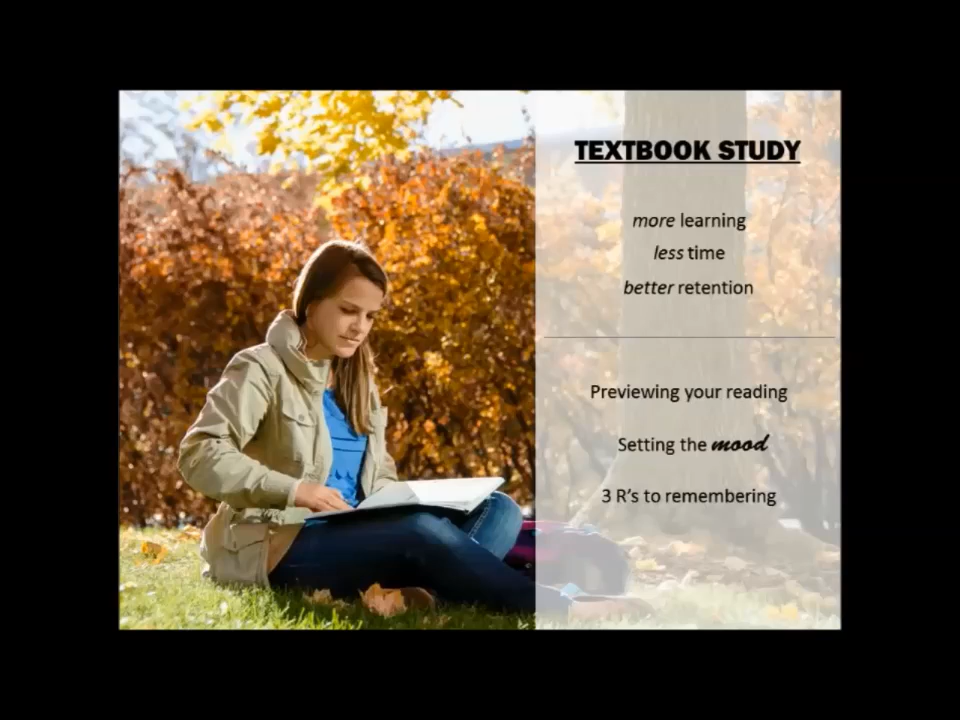 TEXTBOOK STUDY
more learning
less time
better retention
Previewing your reading
Setting the mood
3 R's to remembering